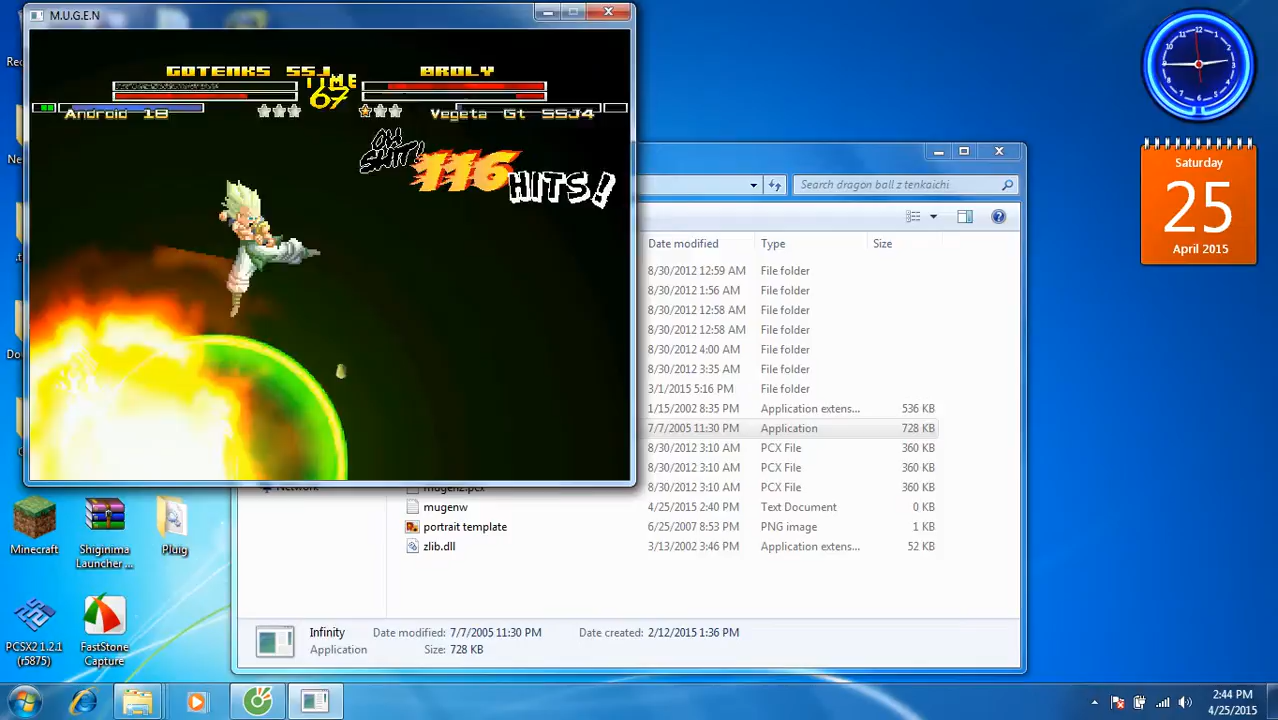 M.U.G.E.N
GOTENKS SSJ
TIME
67
BROLY
Android 18
Vegeta Gt SSJ4
OH SHIT!
116 HITS!
Search dragon ball z tenkaichi
Date modified
Type
Size
8/30/2012 12:59 AM File folder
8/30/2012 1:56 AM File folder
8/30/2012 12:58 AM File folder
8/30/2012 12:58 AM File folder
8/30/2012 4:00 AM File folder
8/30/2012 3:35 AM File folder
3/1/2015 5:16 PM File folder
1/15/2002 8:35 PM Application extens... 536 KB
7/7/2005 11:30 PM Application 728 KB
8/30/2012 3:10 AM PCX File 360 KB
8/30/2012 3:10 AM PCX File 360 KB
8/30/2012 3:10 AM PCX File 360 KB
mugenw 4/25/2015 2:40 PM Text Document 0 KB
portrait template 6/25/2007 8:53 PM PNG image 1 KB
zlib.dll 3/13/2002 3:46 PM Application extens... 52 KB
Infinity Date modified: 7/7/2005 11:30 PM Date created: 2/12/2015 1:36 PM
Application Size: 728 KB
Saturday
25
April 2015
Minecraft
Shiginima
Launcher ...
Pluig
PCSX2 1.2.1
(r5875)
FastStone
Capture
2:44 PM
4/25/2015